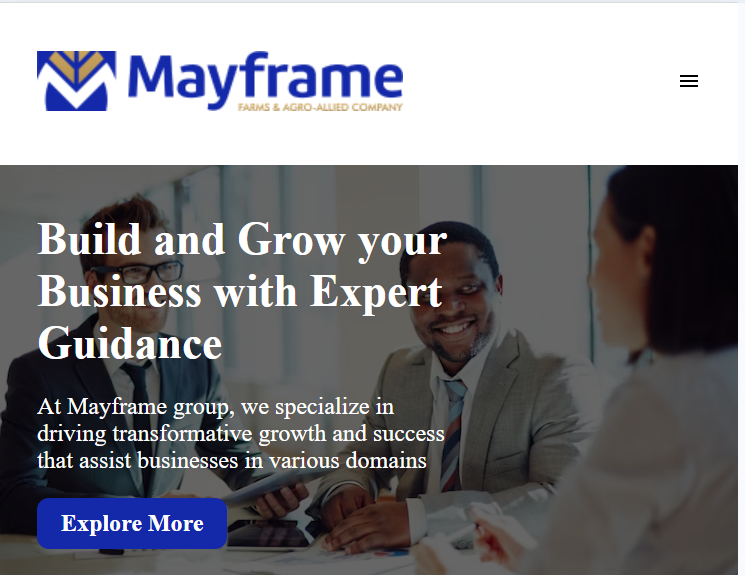 Mayframe
FARMS & AGRO-ALLIED COMPANY
Build and Grow your
Business with Expert
Guidance
At Mayframe group, we specialize in
driving transformative growth and success
that assist businesses in various domains
Explore More